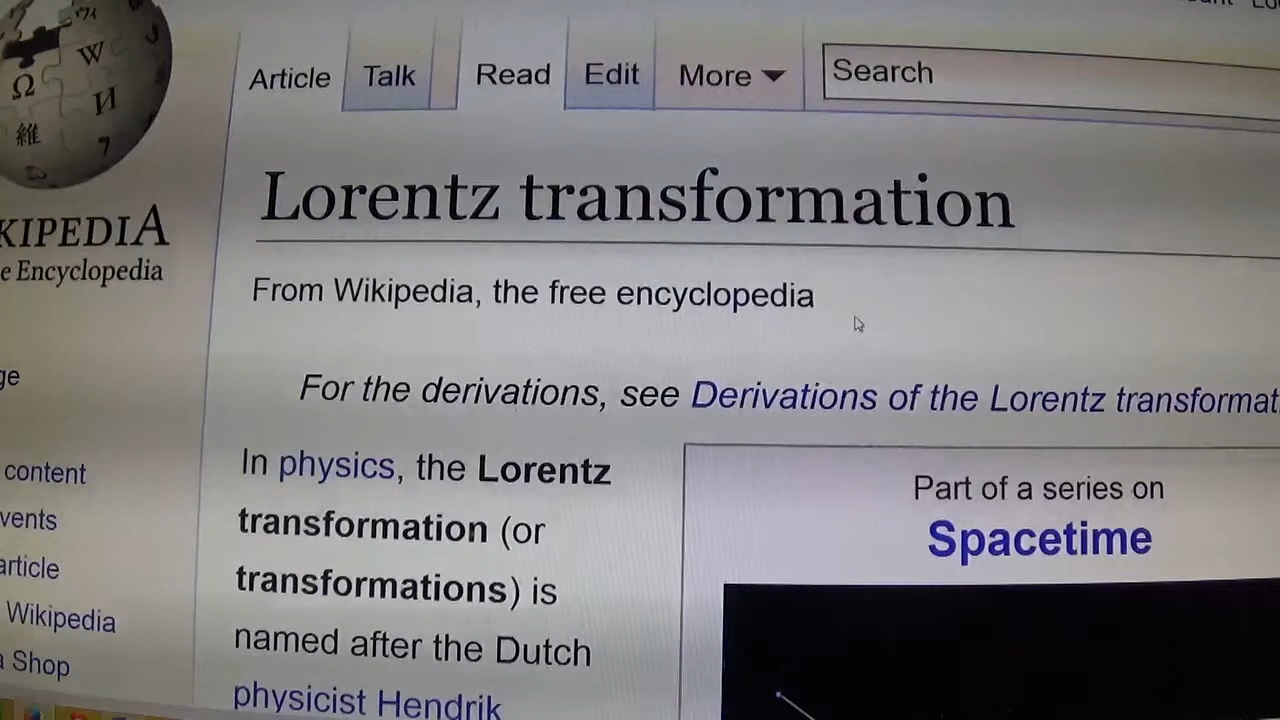 Article Talk Read Edit More Search
Ω W И 維 7
KIPEDIA
e Encyclopedia
Lorentz transformation
From Wikipedia, the free encyclopedia
For the derivations, see Derivations of the Lorentz transformat
ge
content
vents
article
Wikipedia
a Shop
In physics, the Lorentz
transformation (or
transformations) is
named after the Dutch
physicist Hendrik
Part of a series on
Spacetime